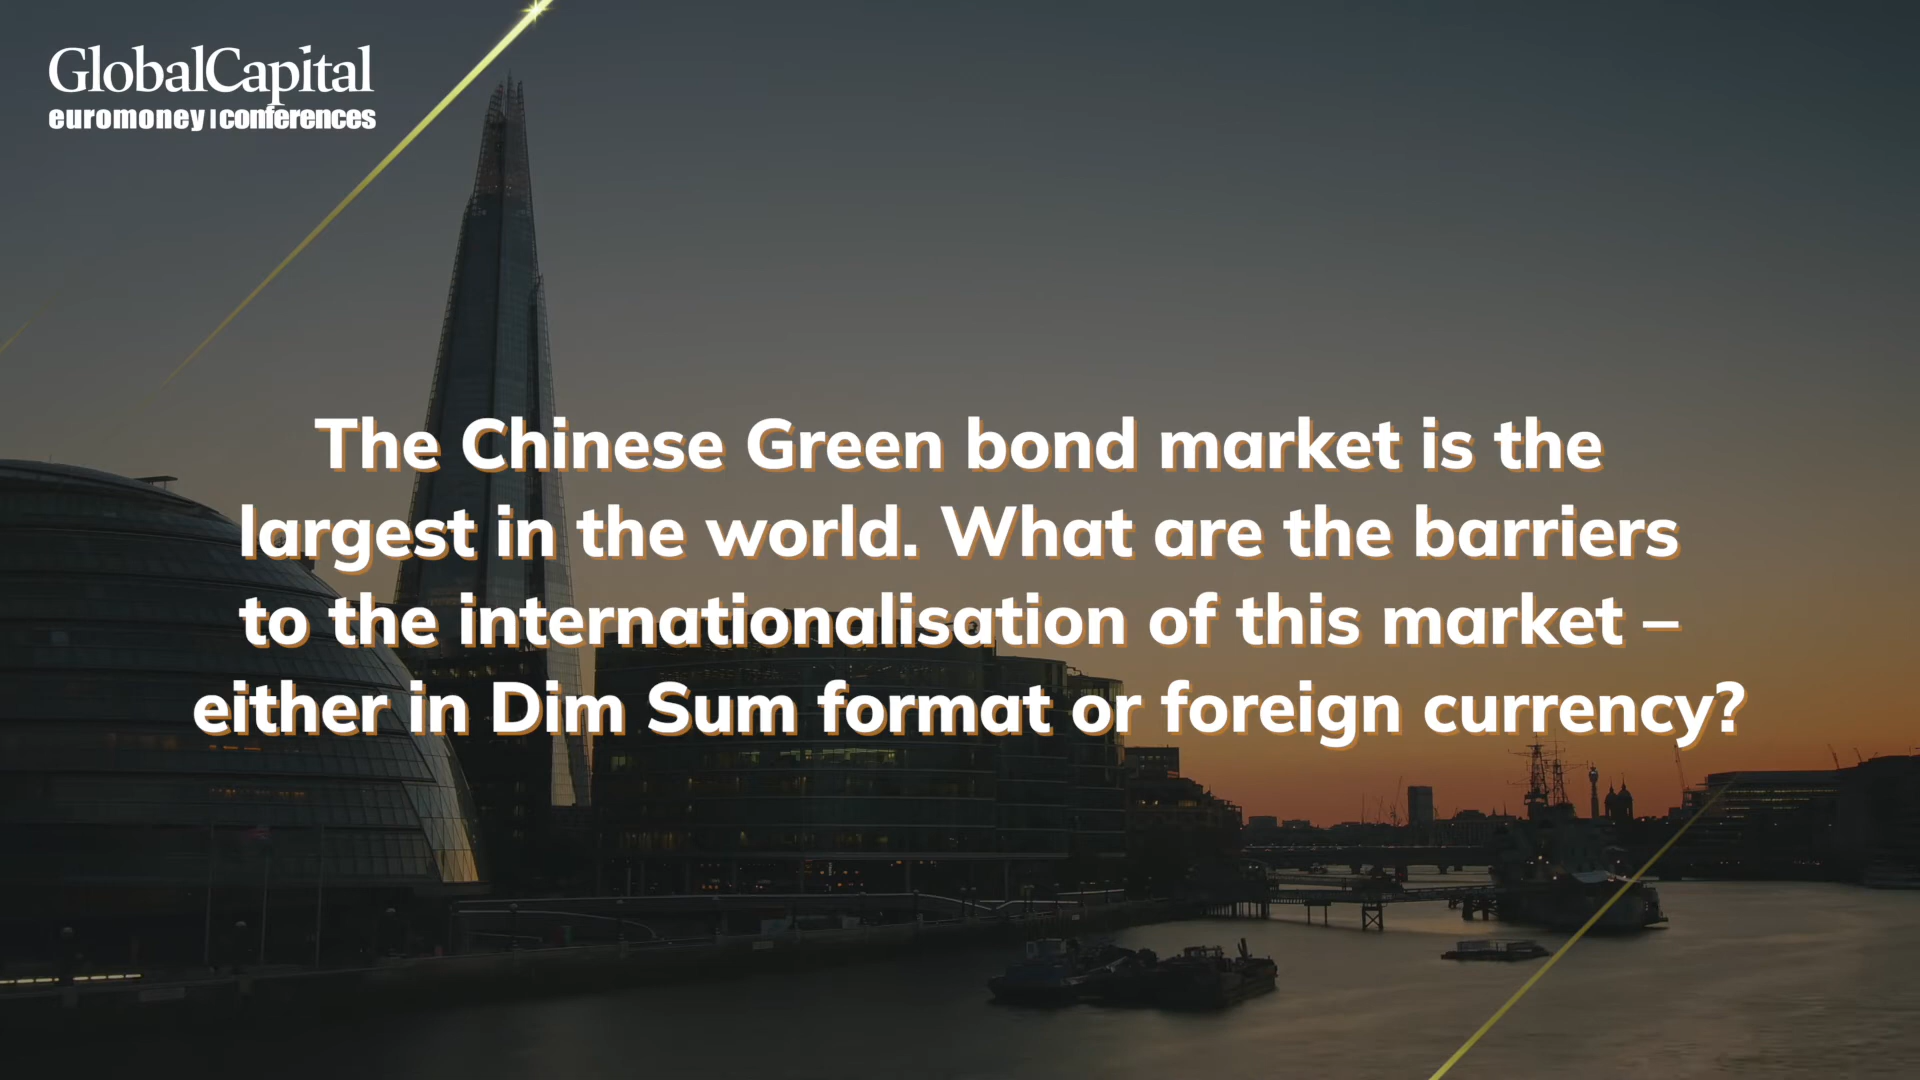 GlobalCapital
euromoney | conferences
The Chinese Green bond market is the
largest in the world. What are the barriers
to the internationalisation of this market –
either in Dim Sum format or foreign currency?